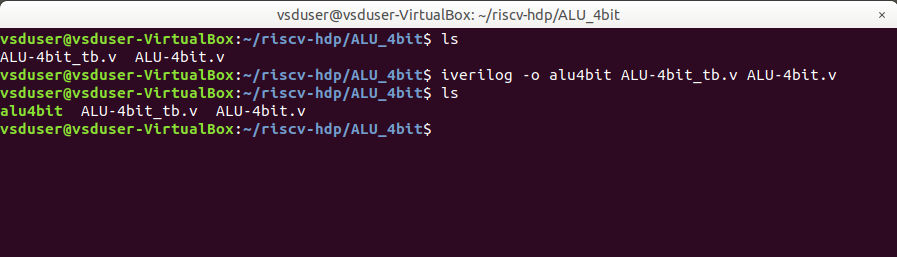 vsduser@vsduser-VirtualBox: ~/riscv-hdp/ALU_4bit
vsduser@vsduser-VirtualBox:~/riscv-hdp/ALU_4bit$ ls
ALU-4bit_tb.v  ALU-4bit.v
vsduser@vsduser-VirtualBox:~/riscv-hdp/ALU_4bit$ iverilog -o alu4bit ALU-4bit_tb.v ALU-4bit.v
vsduser@vsduser-VirtualBox:~/riscv-hdp/ALU_4bit$ ls
alu4bit  ALU-4bit_tb.v  ALU-4bit.v
vsduser@vsduser-VirtualBox:~/riscv-hdp/ALU_4bit$